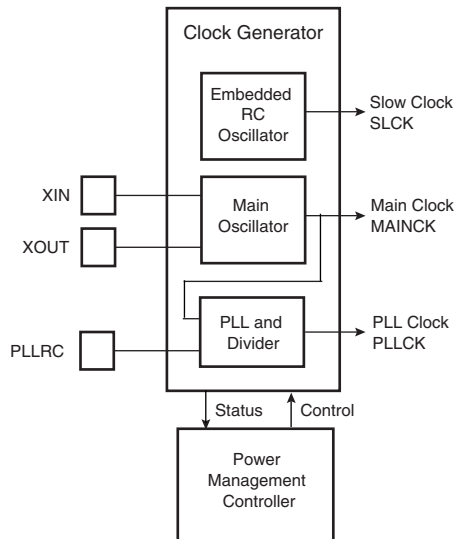 Clock Generator
Embedded
RC
Oscillator
Slow Clock
SLCK
XIN
XOUT
Main
Oscillator
Main Clock
MAINCK
PLLRC
PLL and
Divider
PLL Clock
PLLCK
Status
Control
Power
Management
Controller